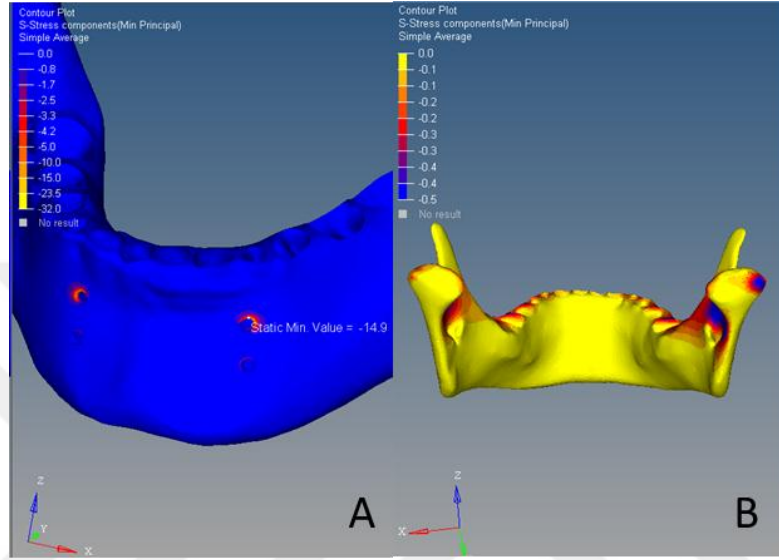 Contour Plot
S-Stress components(Min Principal)
Simple Average
0.0
-0.8
-1.7
-2.5
-3.3
-4.2
-5.0
-10.0
-15.0
-23.5
-32.0
No result
Static Min. Value = -14.9
Z
Y
X
A
Contour Plot
S-Stress components(Min Principal)
Simple Average
0.0
-0.1
-0.1
-0.2
-0.2
-0.3
-0.3
-0.4
-0.4
-0.5
No result
Z
X
B